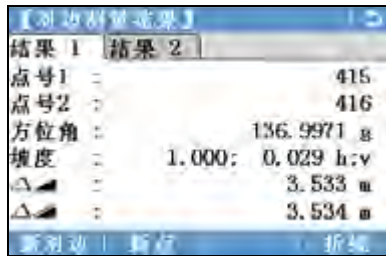 【对边测量结果】
结果 1 结果 2
点号1 : 415
点号2 : 416
方位角 : 136.9971 g
坡度 : 1.000: 0.029 h:v
: 3.533 m
: 3.534 m
新对边 新点 折线